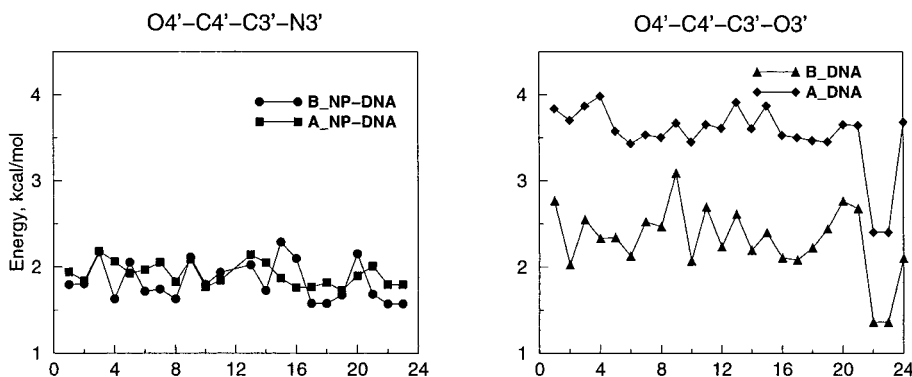 O4'–C4'–C3'–N3'
Energy, kcal/mol
4
3
2
1
B_NP–DNA
A_NP–DNA
0 4 8 12 16 20 24
O4'–C4'–C3'–O3'
4
3
2
1
B_DNA
A_DNA
0 4 8 12 16 20 24